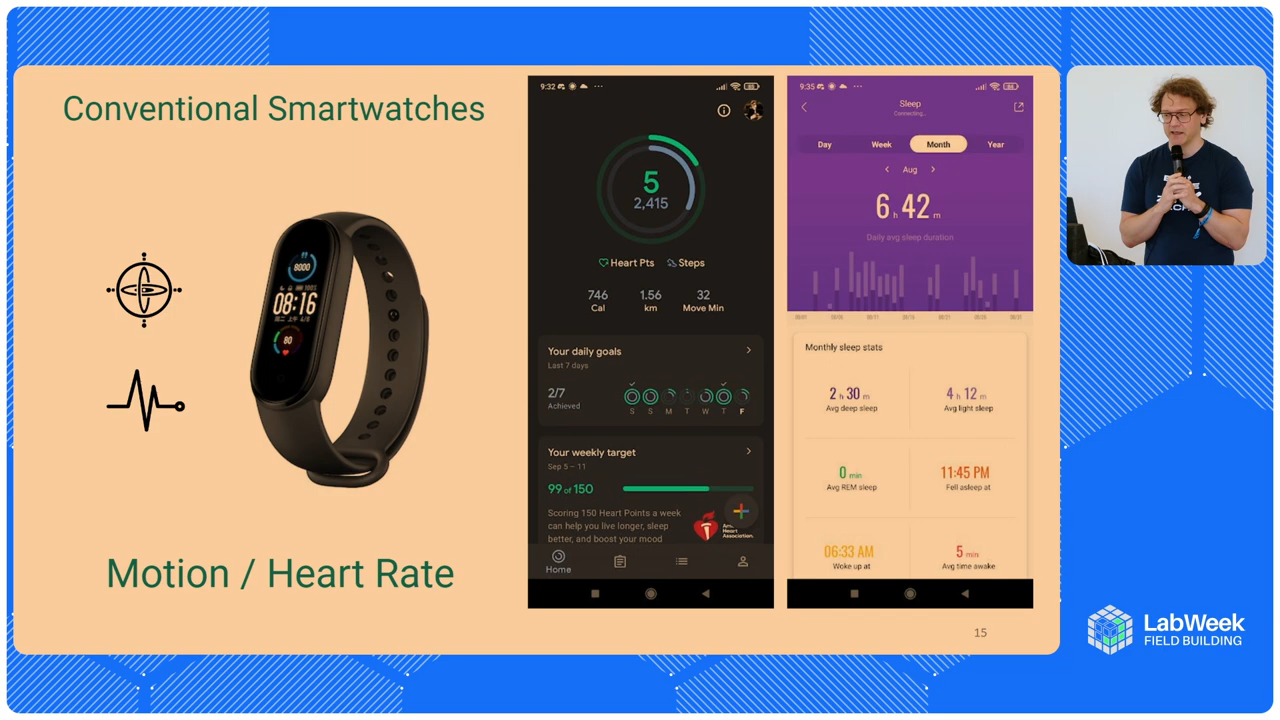 Conventional Smartwatches
8000
08:16
80
Motion / Heart Rate
9:32
5
2,415
Heart Pts
Steps
746
1.56
32
Cal
km
Move Min
Your daily goals
Last 7 days
2/7
Achieved
S S M T W T F
Your weekly target
Sep 5 – 11
99 of 150
Scoring 150 Heart Points a week
can help you live longer, sleep
better, and boost your mood
Heart
Association.
Home
9:35
Sleep
Connecting...
Day
Week
Month
Year
Aug
6 h 42 m
Daily avg sleep duration
Monthly sleep stats
2 h 30 m
4 h 12 m
Avg deep sleep
Avg light sleep
0 min
11:45 PM
Avg REM sleep
Fell asleep at
06:33 AM
5 min
Woke up at
Avg time awake
15
LabWeek
FIELD BUILDING